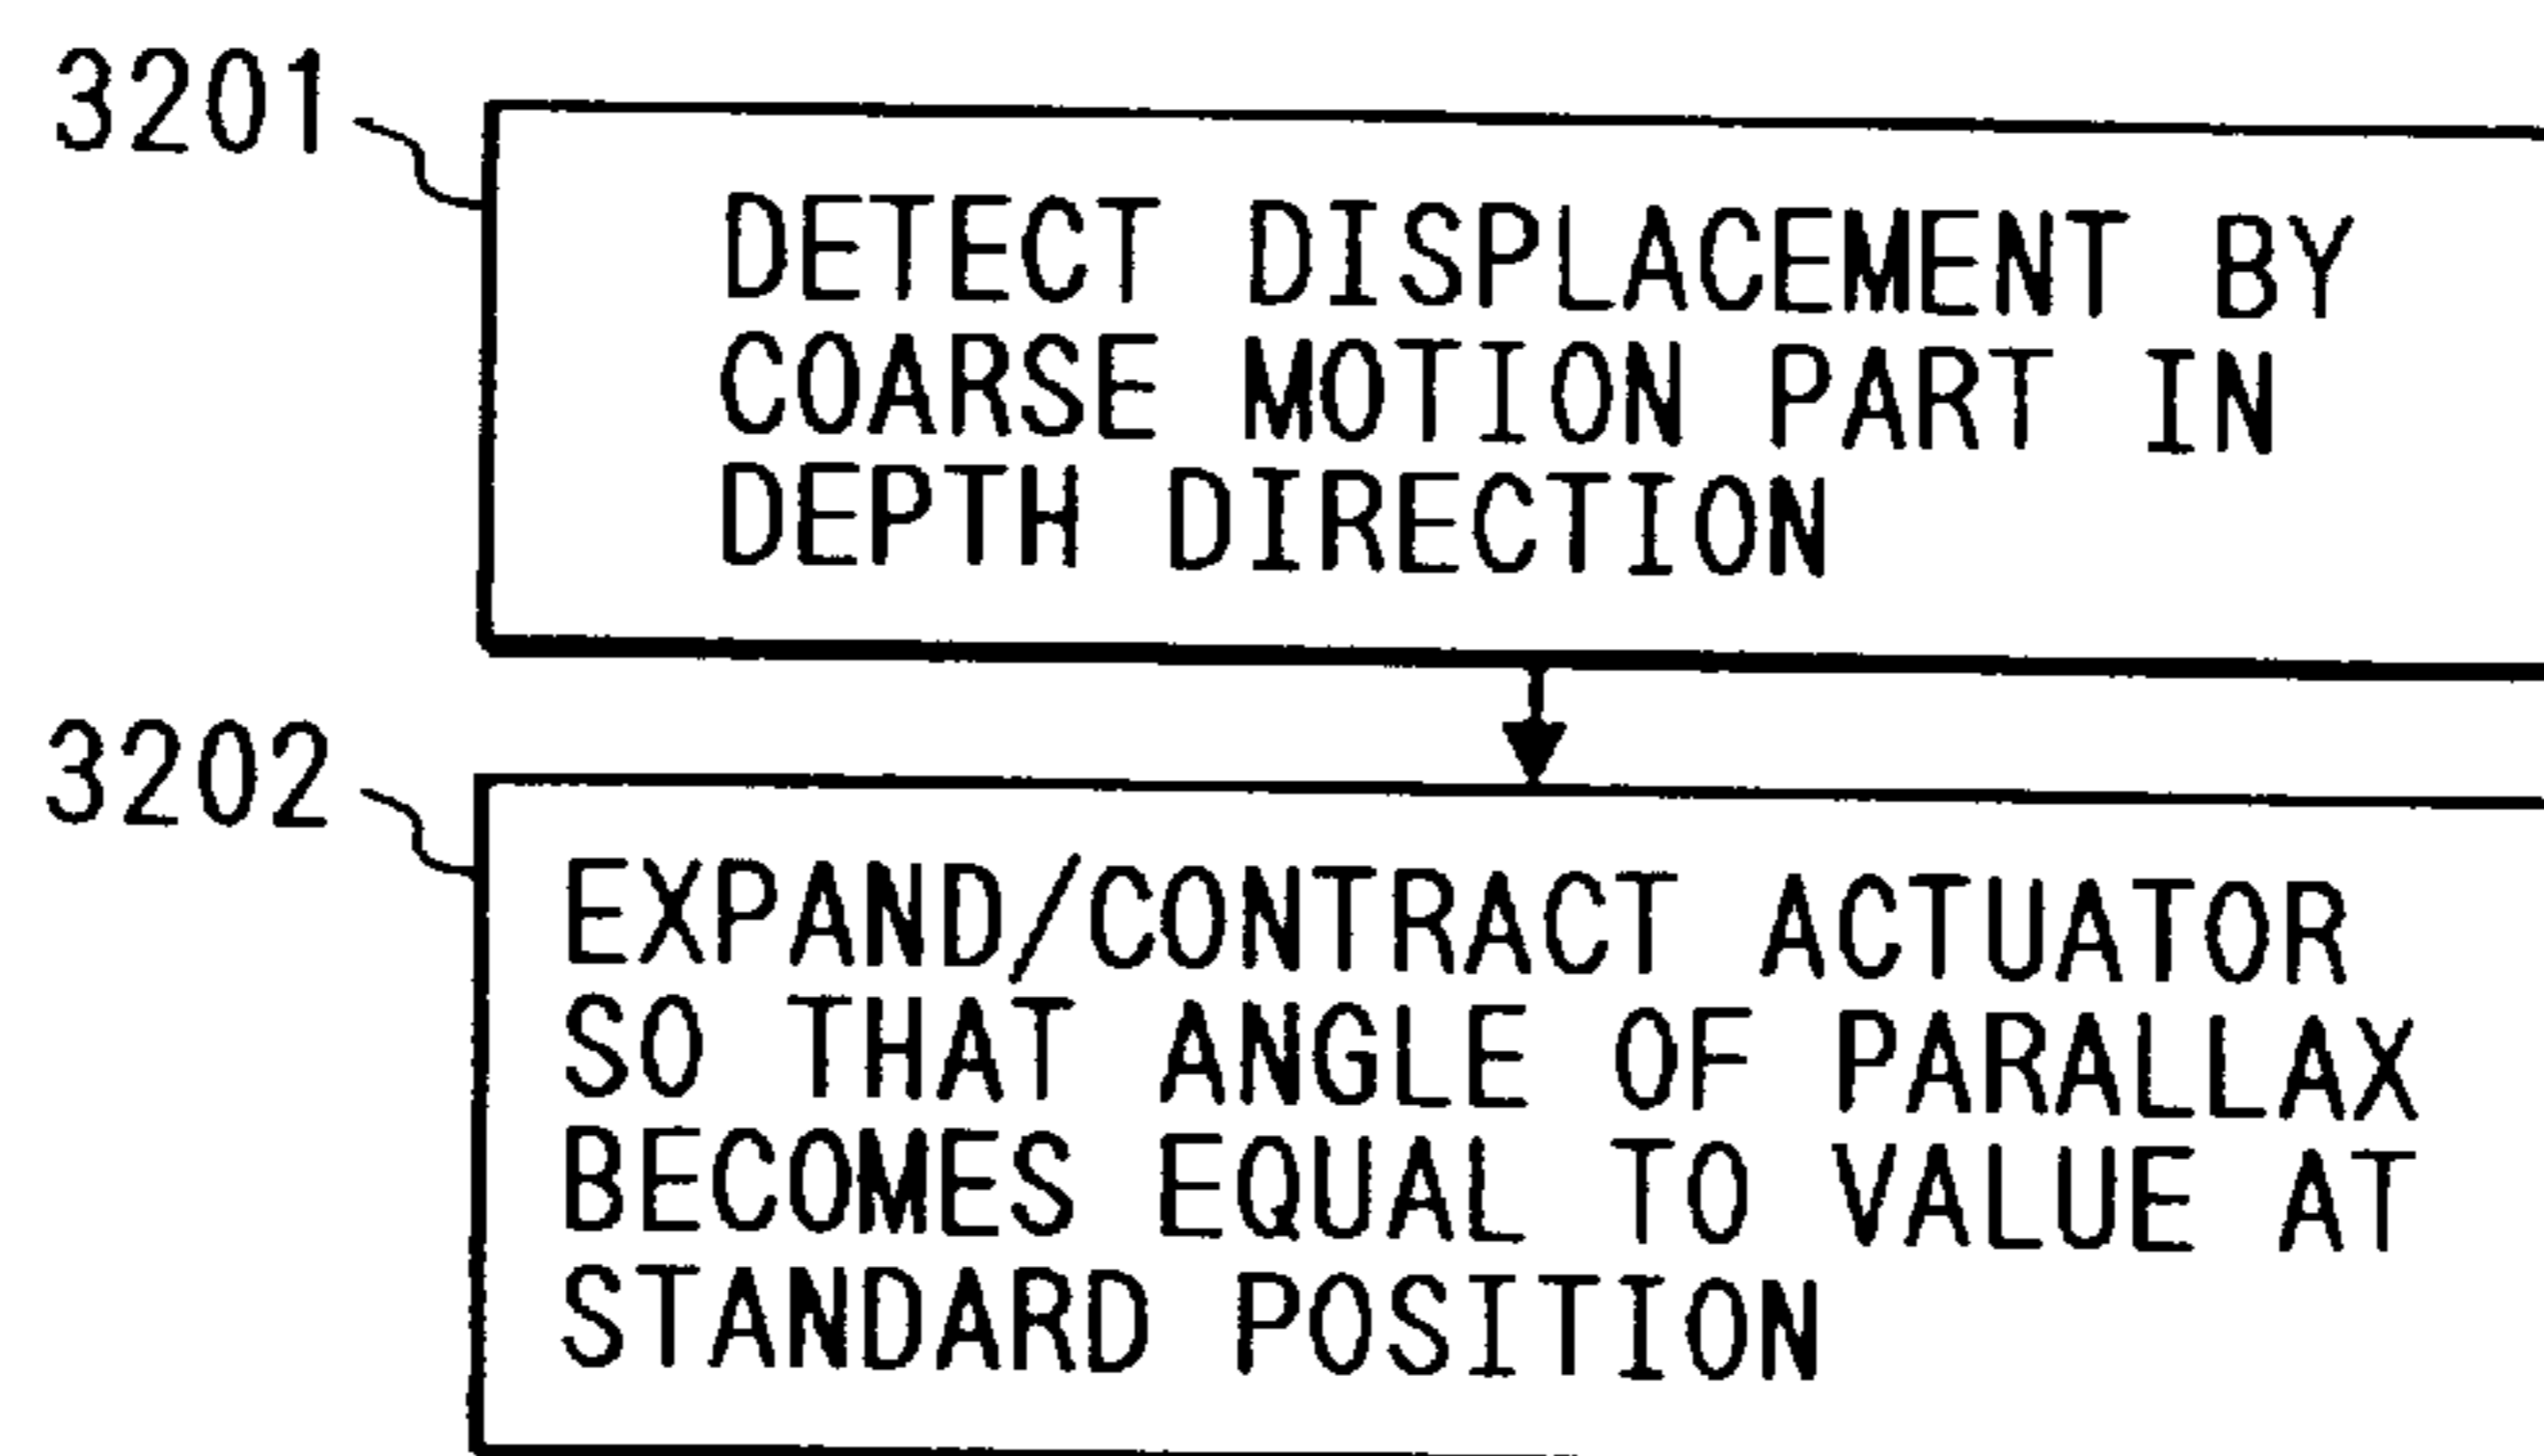 3201
DETECT DISPLACEMENT BY
COARSE MOTION PART IN
DEPTH DIRECTION
3202
EXPAND/CONTRACT ACTUATOR
SO THAT ANGLE OF PARALLAX
BECOMES EQUAL TO VALUE AT
STANDARD POSITION